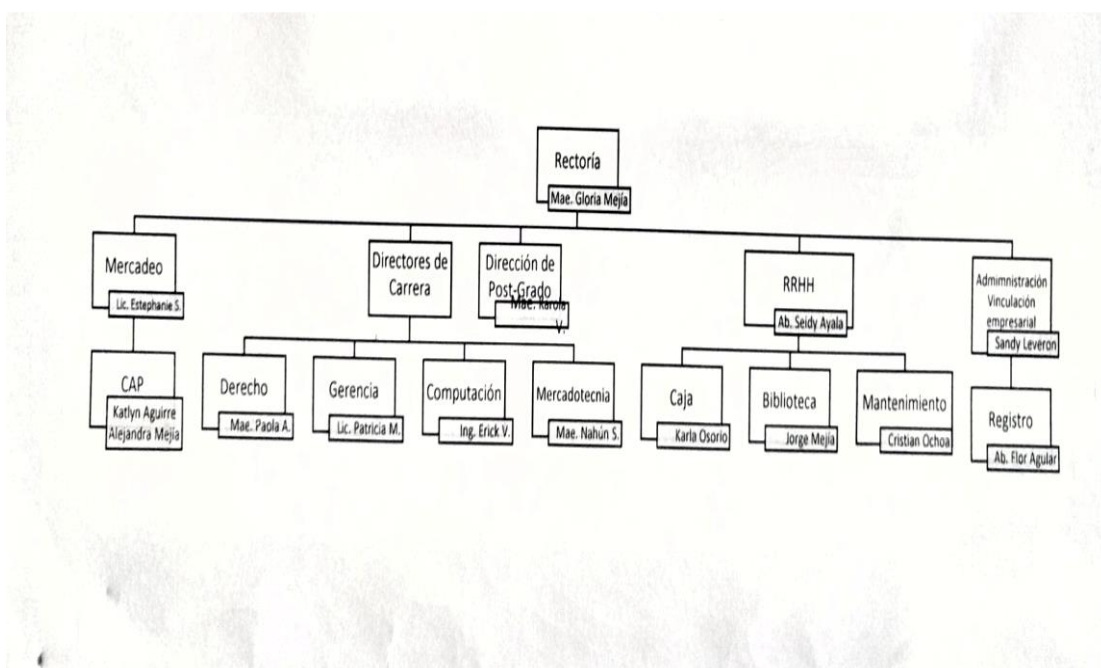 Rectoría
Mae. Gloria Mejía
Mercadeo
Lic. Estephanie S.
Directores de
Carrera
Dirección de
Post-Grado
Mae. Karola
V.
RRHH
Ab. Seidy Ayala
Admimnistración
Vinculación
empresarial
Sandy Leveron
CAP
Katlyn Aguirre
Alejandra Mejía
Derecho
Mae. Paola A.
Gerencia
Lic. Patricia M.
Computación
Ing. Erick V.
Mercadotecnia
Mae. Nahún S.
Caja
Karla Osorio
Biblioteca
Jorge Mejía
Mantenimiento
Cristian Ochoa
Registro
Ab. Flor Agular